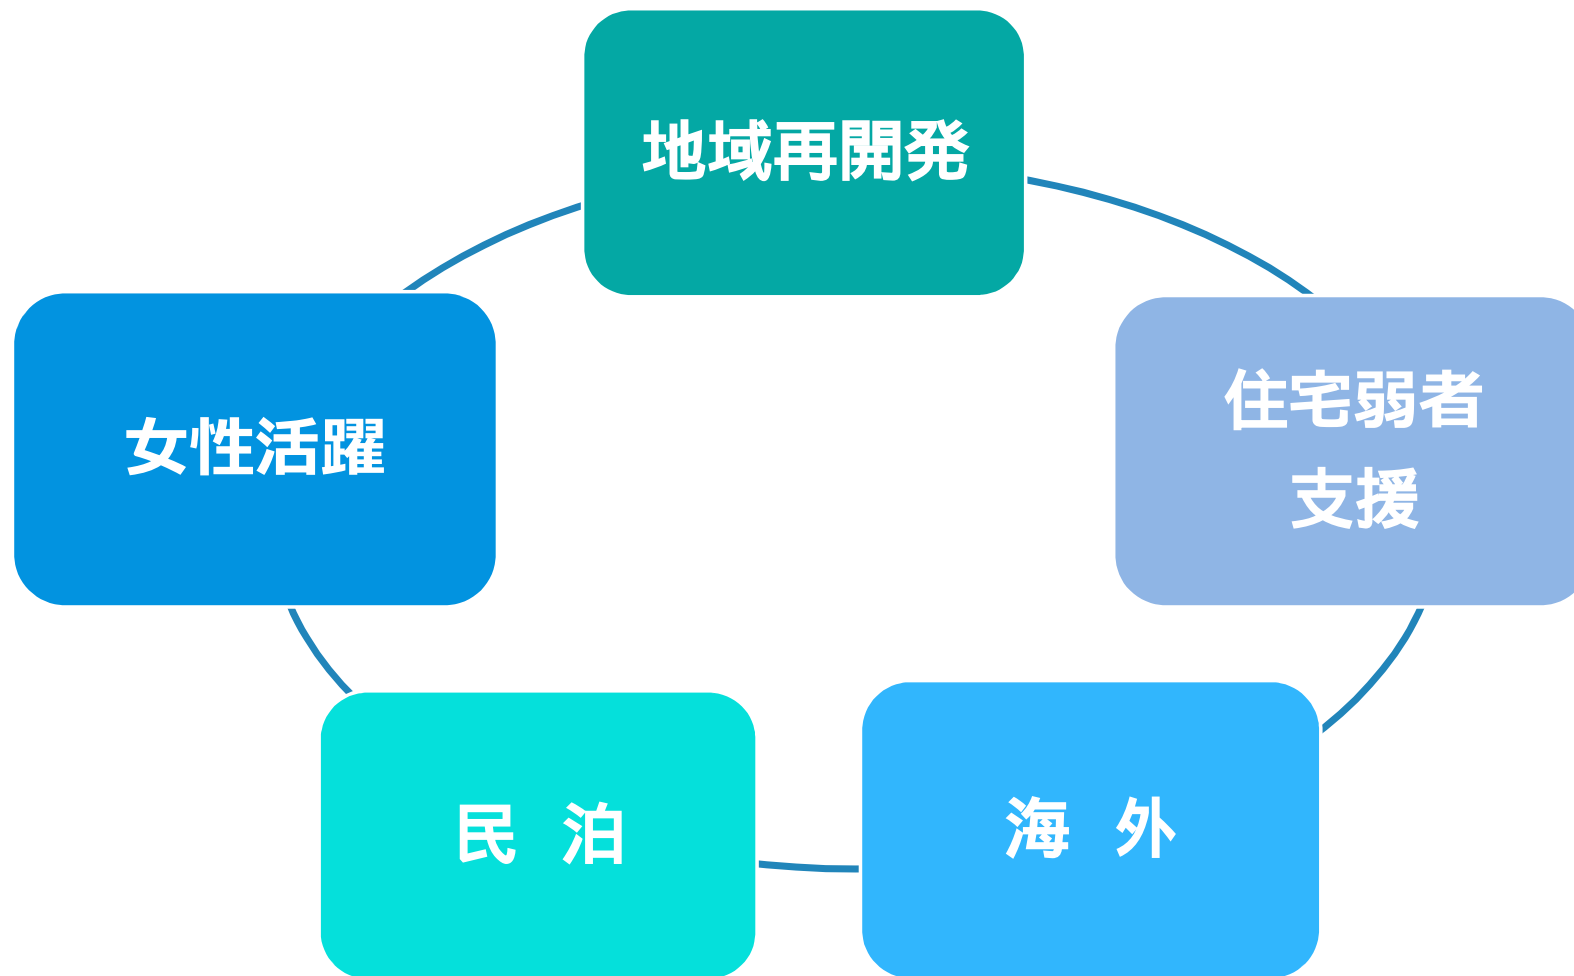 地域再開発
女性活躍
住宅弱者
支援
民 泊
海 外